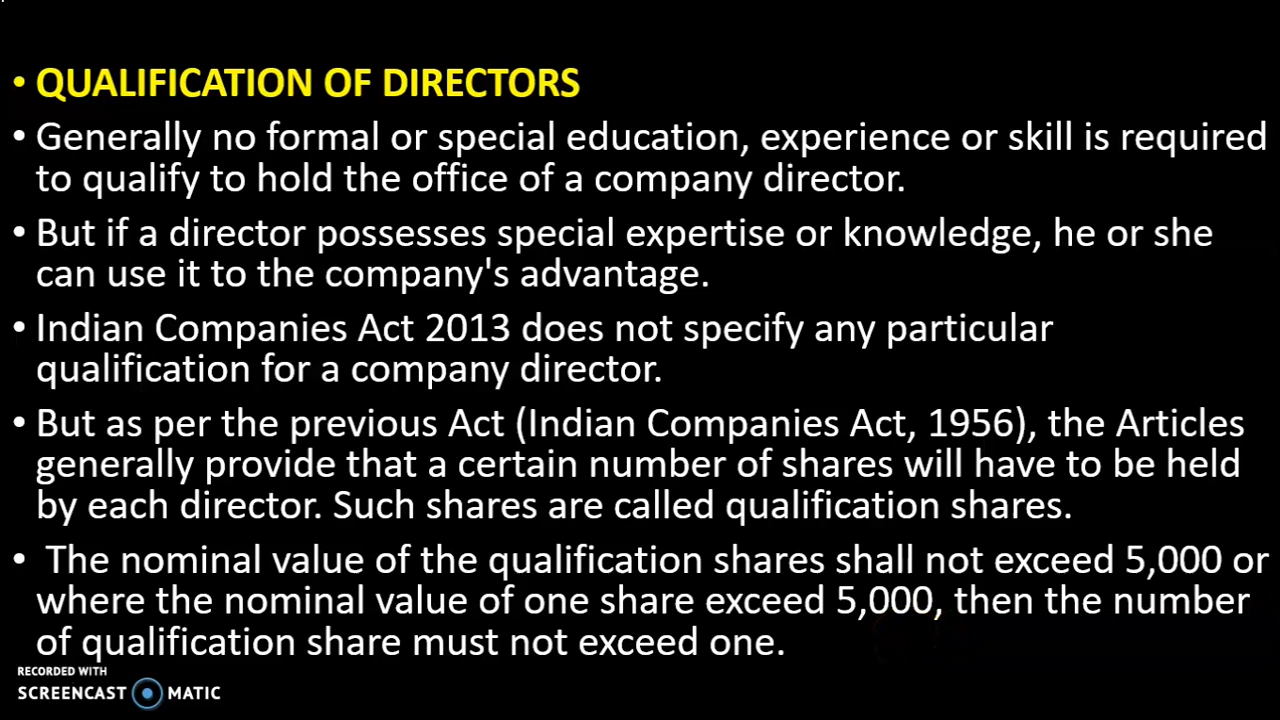 • QUALIFICATION OF DIRECTORS
• Generally no formal or special education, experience or skill is required
to qualify to hold the office of a company director.
• But if a director possesses special expertise or knowledge, he or she
can use it to the company's advantage.
• Indian Companies Act 2013 does not specify any particular
qualification for a company director.
• But as per the previous Act (Indian Companies Act, 1956), the Articles
generally provide that a certain number of shares will have to be held
by each director. Such shares are called qualification shares.
• The nominal value of the qualification shares shall not exceed 5,000 or
where the nominal value of one share exceed 5,000, then the number
of qualification share must not exceed one.
RECORDED WITH
SCREENCAST MATIC